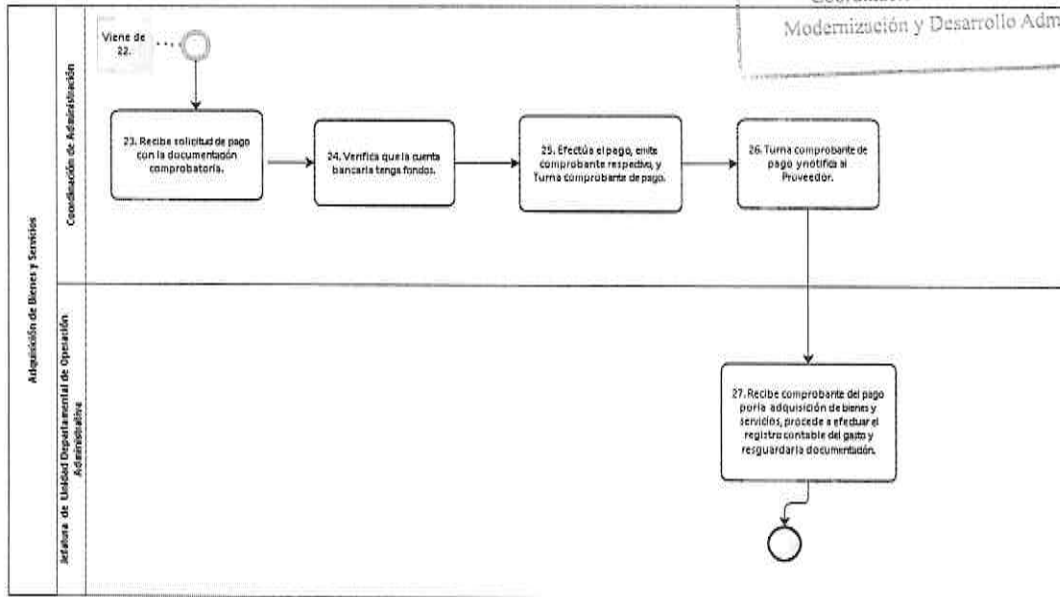 Modernización y Desarrollo Adm
Viene de
22.
Adquisición de Bienes y Servicios
Coordinación de Administración
23. Recibe solicitud de pago
con la documentación
comprobatoria.
24. Verifica que la cuenta
bancaria tenga fondos.
25. Efectúa el pago, emite
comprobante respectivo, y
Turna comprobante de pago.
26. Turna comprobante de
pago y notifica al
Proveedor.
Jefatura de Unidad Departamental de Operación
Administrativa
27. Recibe comprobante del pago
por la adquisición de bienes y
servicios, procede a efectuar el
registro contable del gasto y
resguardar la documentación.